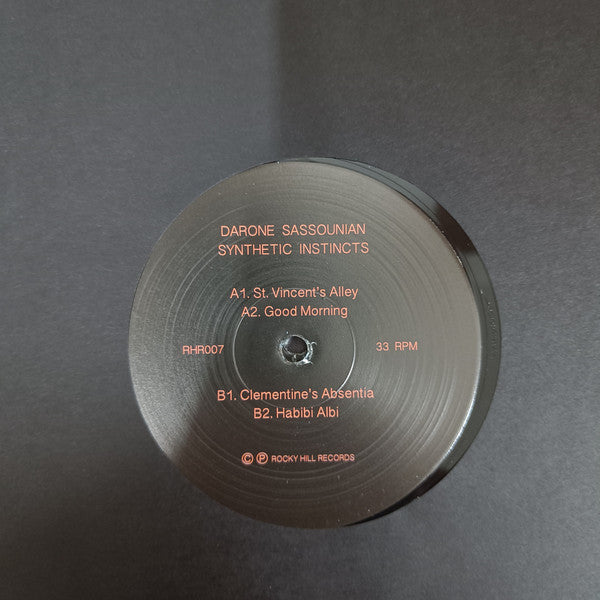 DARONE SASSOUNIAN
SYNTHETIC INSTINCTS
A1. St. Vincent's Alley
A2. Good Morning
RHR007
33 RPM
B1. Clementine's Absentia
B2. Habibi Albi
© ℗ ROCKY HILL RECORDS